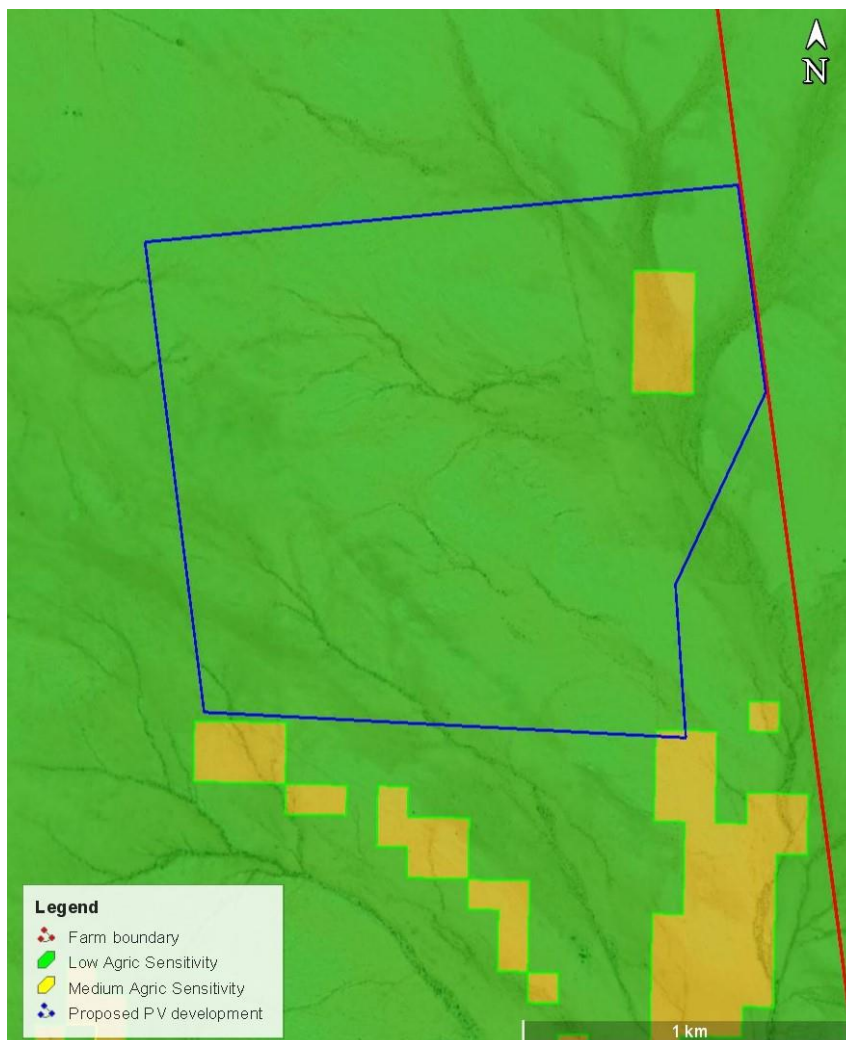 N
Legend
Farm boundary
Low Agric Sensitivity
Medium Agric Sensitivity
Proposed PV development
1 km